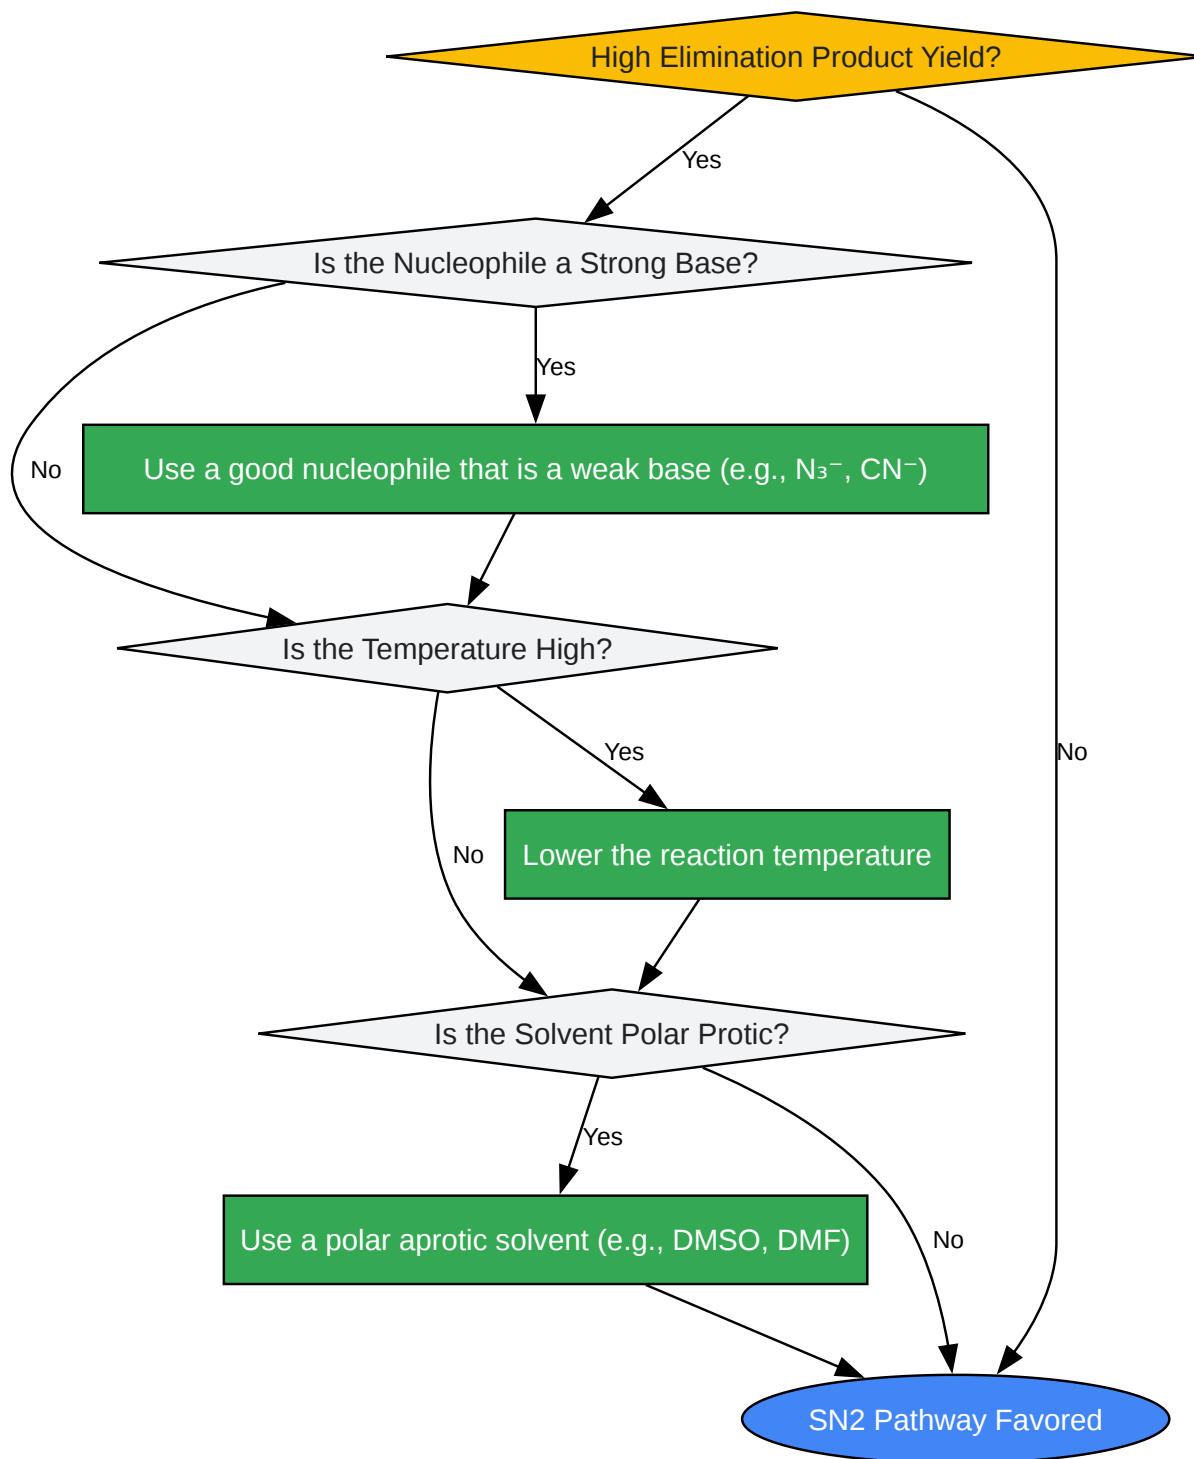 High Elimination Product Yield?
Yes
Is the Nucleophile a Strong Base?
Yes
No
Use a good nucleophile that is a weak base (e.g., N₃⁻, CN⁻)
Is the Temperature High?
Yes
No
No
Lower the reaction temperature
Is the Solvent Polar Protic?
Yes
No
Use a polar aprotic solvent (e.g., DMSO, DMF)
SN2 Pathway Favored